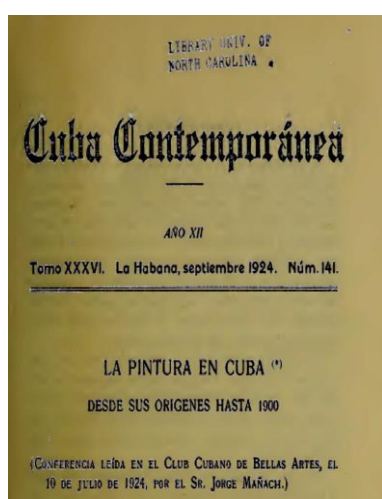 LIBRARY UNIV. OF
NORTH CAROLINA
Cuba Contemporánea
AÑO XII
Tomo XXXVI. La Habana, septiembre 1924. Núm. 141.
LA PINTURA EN CUBA (*)
DESDE SUS ORIGENES HASTA 1900
(CONFERENCIA LEÍDA EN EL CLUB CUBANO DE BELLAS ARTES, EL
10 DE JULIO DE 1924, POR EL SR. JORGE MAÑACH.)